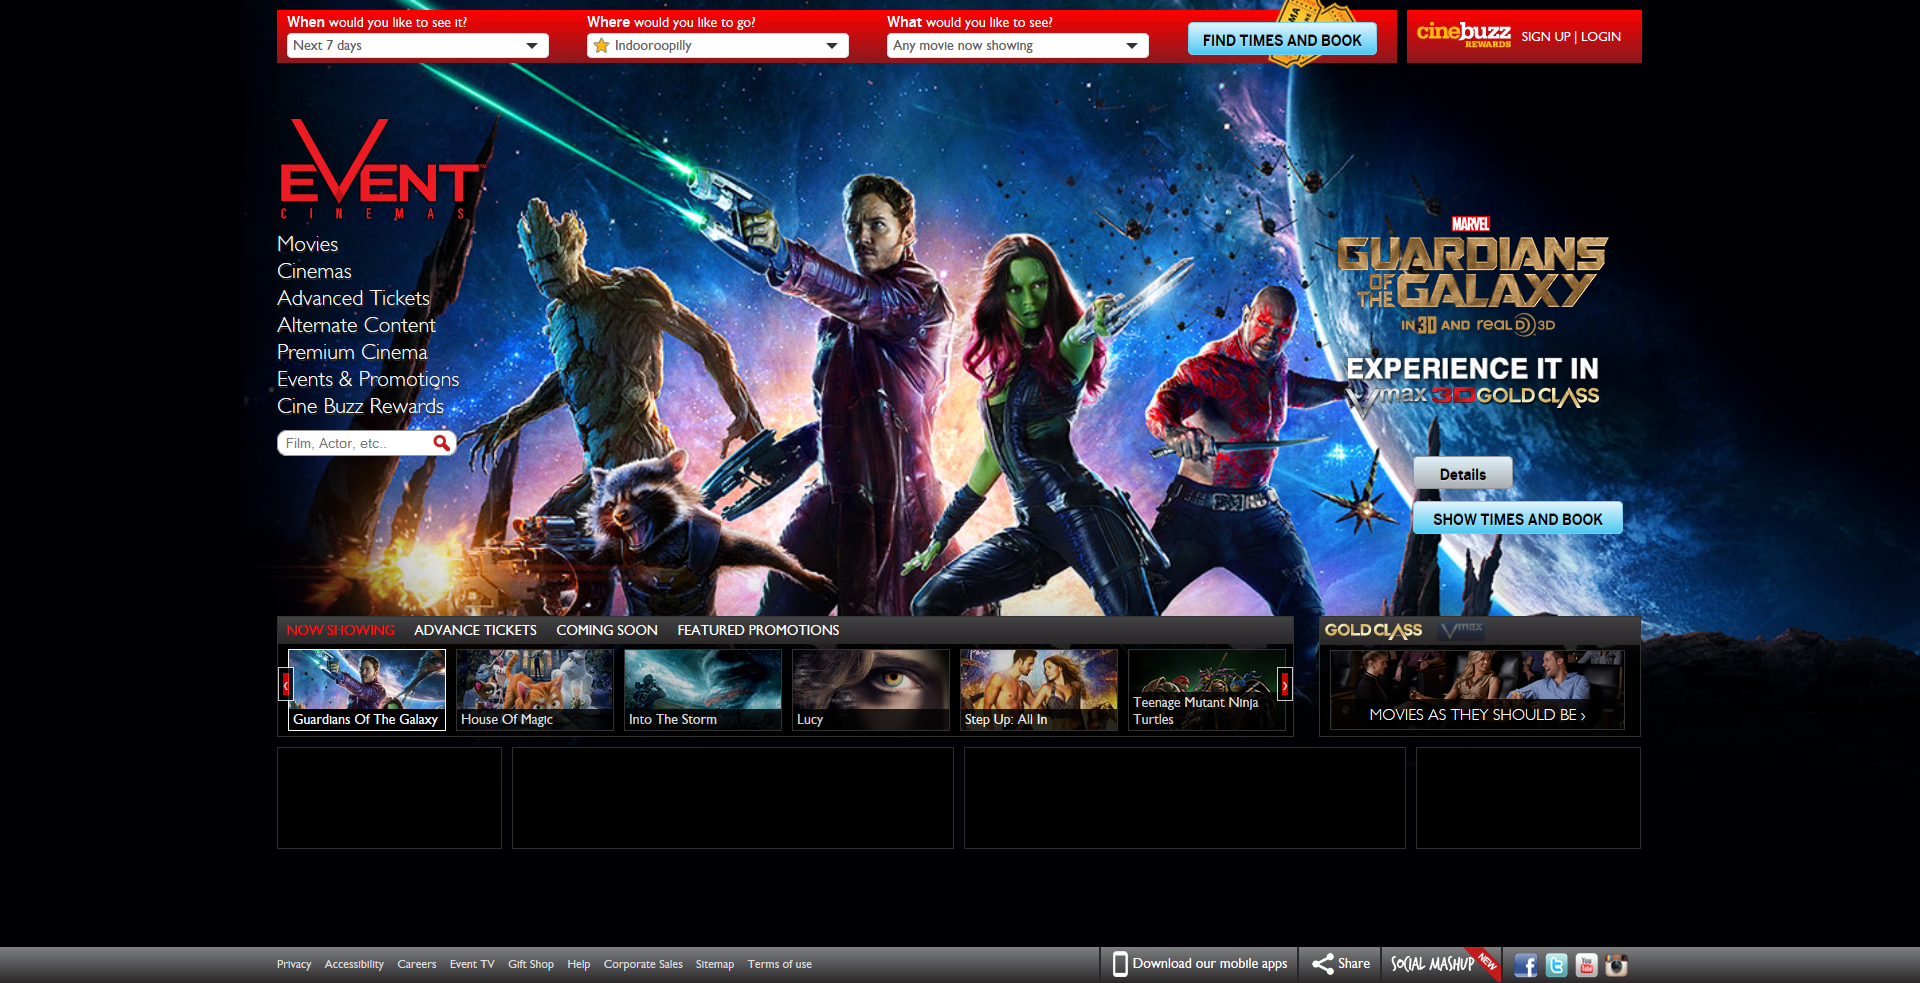 When would you like to see it?
Next 7 days
Where would you like to go?
Indooroopilly
What would you like to see?
Any movie now showing
FIND TIMES AND BOOK
cinebuzz
REWARDS
SIGN UP | LOGIN
EVENT
CINEMAS
Movies
Cinemas
Advanced Tickets
Alternate Content
Premium Cinema
Events & Promotions
Cine Buzz Rewards
Film, Actor, etc..
MARVEL
GUARDIANS
OF THE GALAXY
IN 3D AND REAL D 3D
EXPERIENCE IT IN
Vmax 3D GOLD CLASS
Details
SHOW TIMES AND BOOK
NOW SHOWING ADVANCE TICKETS COMING SOON FEATURED PROMOTIONS
Guardians Of The Galaxy
House Of Magic
Into The Storm
Lucy
Step Up: All In
Teenage Mutant Ninja
Turtles
GOLD CLASS Vmax
MOVIES AS THEY SHOULD BE ›
Privacy Accessibility Careers Event TV Gift Shop Help Corporate Sales Sitemap Terms of use
Download our mobile apps
Share
SOCIAL MASHUP NEW
f
t
You Tube